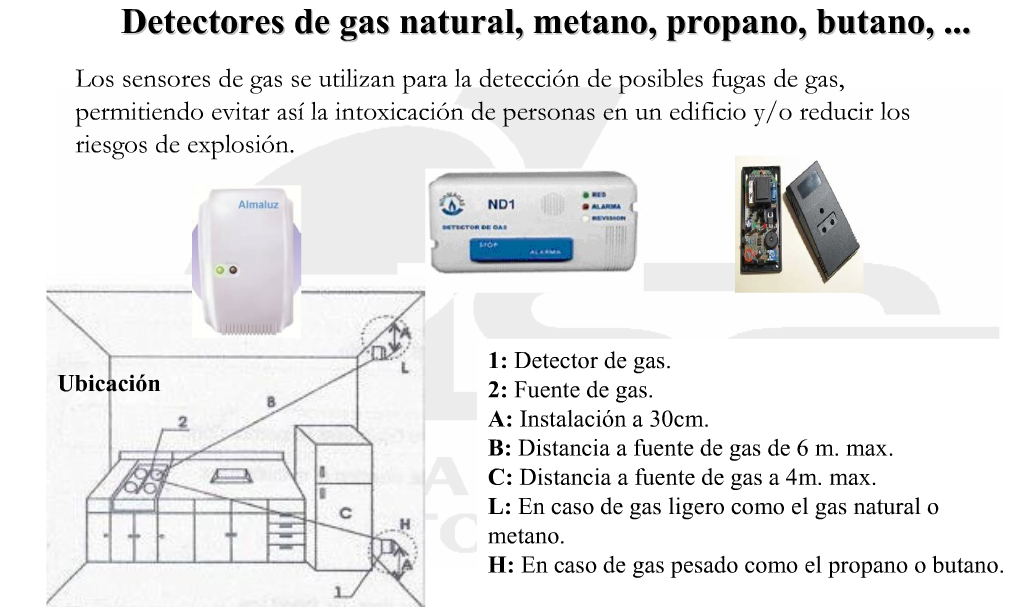 Detectores de gas natural, metano, propano, butano, ...
Los sensores de gas se utilizan para la detección de posibles fugas de gas,
permitiendo evitar así la intoxicación de personas en un edificio y/o reducir los
riesgos de explosión.
Almaluz
ND1
RED
ALARMA
REVISION
DETECTOR DE GAS
STOP
ALARMA
Ubicación
A
L
B
2
C
H
A
1
1: Detector de gas.
2: Fuente de gas.
A: Instalación a 30cm.
B: Distancia a fuente de gas de 6 m. max.
C: Distancia a fuente de gas a 4m. max.
L: En caso de gas ligero como el gas natural o
metano.
H: En caso de gas pesado como el propano o butano.